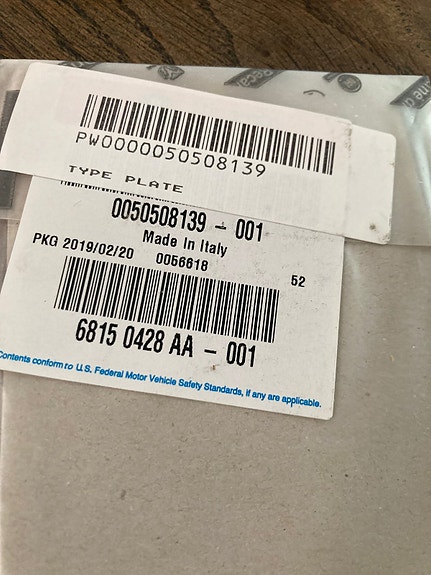 PW0000050508139
TYPE PLATE
0050508139 - 001
Made In Italy
PKG 2019/02/20 0056618
52
6815 0428 AA - 001
Contents conform to U.S. Federal Motor Vehicle Safety Standards, if any are applicable.